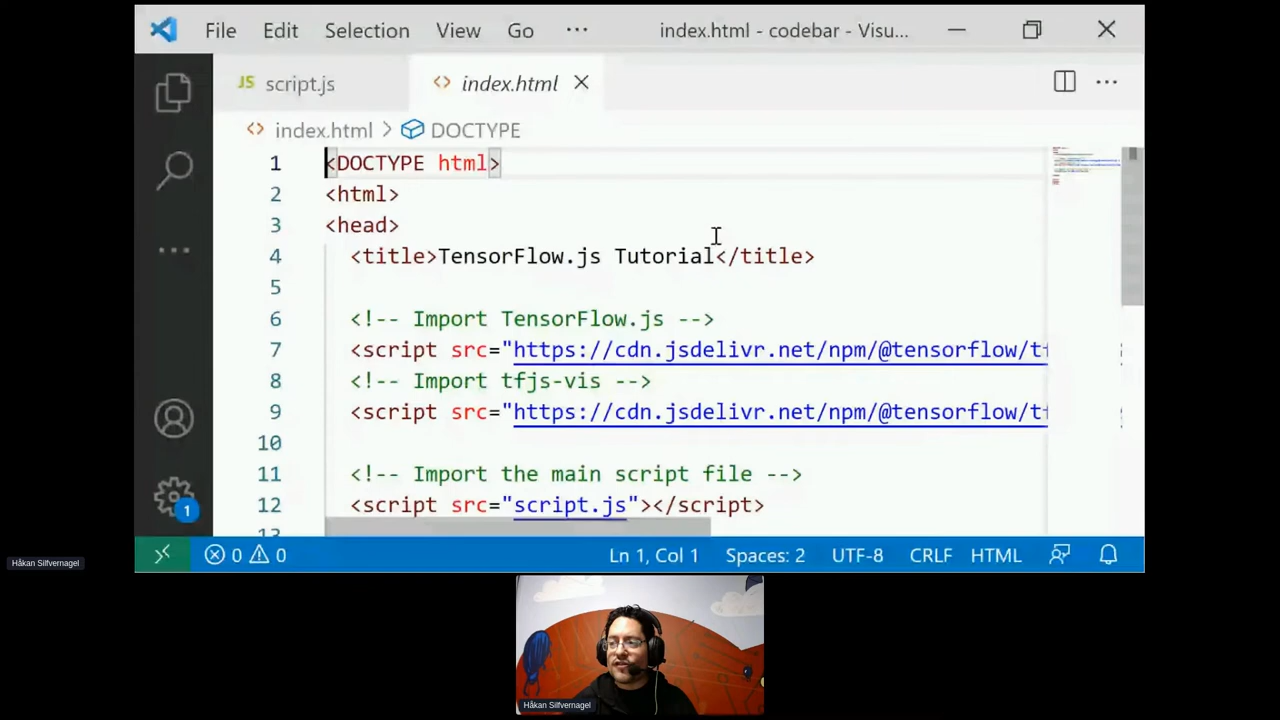 File Edit Selection View Go ··· index.html - codebar - Visu...
JS script.js <> index.html
<> index.html > DOCTYPE
1 <DOCTYPE html>
2 <html>
3 <head>
4 <title>TensorFlow.js Tutorial</title>
5
6 <!-- Import TensorFlow.js -->
7 <script src="https://cdn.jsdelivr.net/npm/@tensorflow/tf
8 <!-- Import tfjs-vis -->
9 <script src="https://cdn.jsdelivr.net/npm/@tensorflow/tf
10
11 <!-- Import the main script file -->
12 <script src="script.js"></script>
13
1
0 0 Ln 1, Col 1 Spaces: 2 UTF-8 CRLF HTML
Håkan Silfvernagel
Håkan Silfvernagel